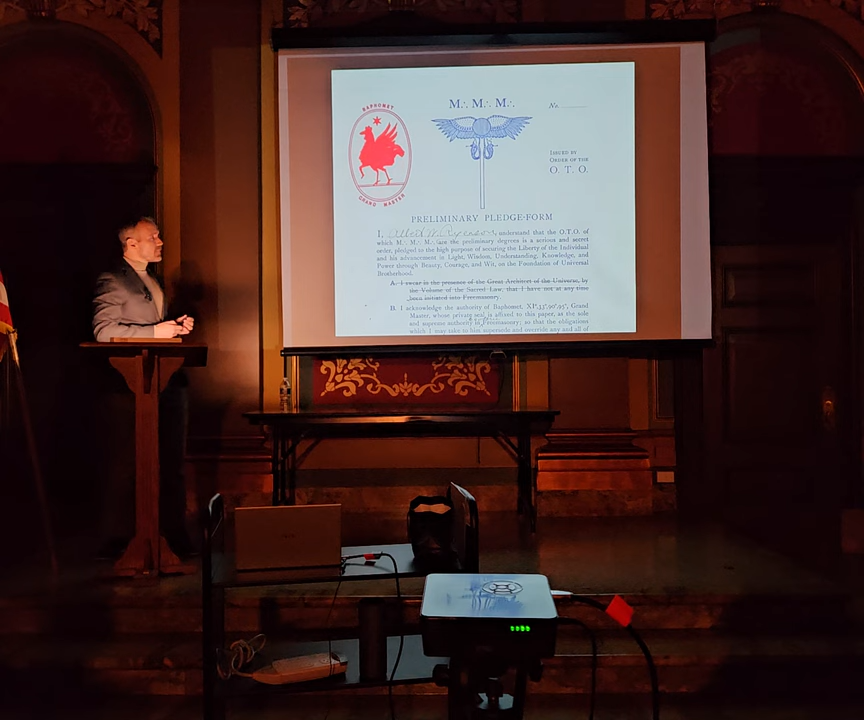 BAPHOMET
GRAND MASTER
M∴ M∴ M∴
No.
ISSUED BY
ORDER OF THE
O. T. O.
PRELIMINARY PLEDGE-FORM
I, understand that the O.T.O. of
which M∴ M∴ M∴ are the preliminary degrees is a serious and secret
order, pledged to the high purpose of securing the Liberty of the Individual
and his advancement in Light, Wisdom, Understanding, Knowledge, and
Power through Beauty, Courage, and Wit, on the Foundation of Universal
Brotherhood.
A. I swear in the presence of the Great Architect of the Universe, by
the Volume of the Sacred Law, that I have not at any time
been initiated into Freemasonry.
B. I acknowledge the authority of Baphomet, XI°,33°,90°,95°, Grand
Master, whose private seal is affixed to this paper, as the sole
and supreme authority in Freemasonry; so that the obligations
which I may take to him supersede and override any and all of